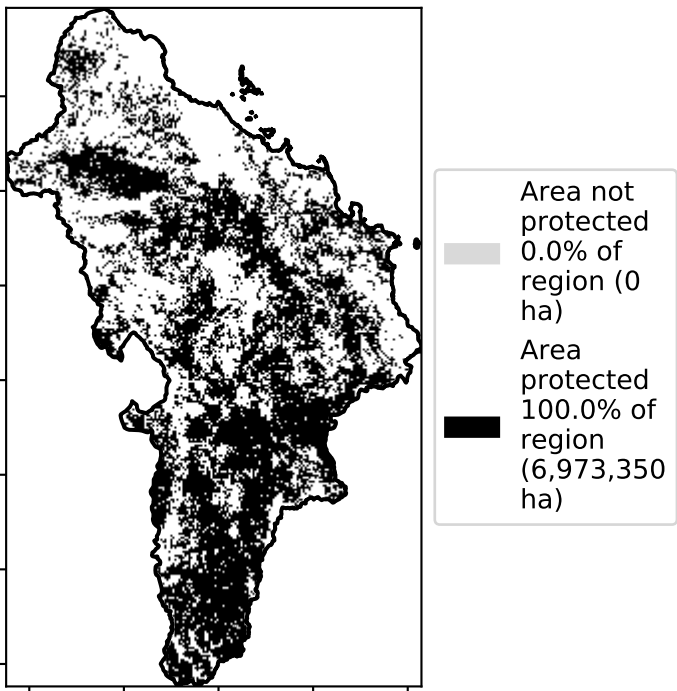 Area not
protected
0.0% of
region (0
ha)
Area
protected
100.0% of
region
(6,973,350
ha)